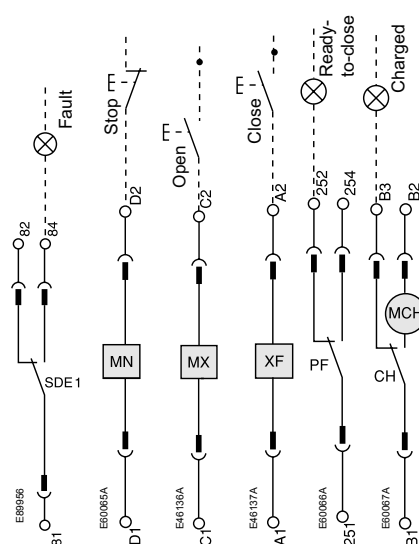 Fault
Stop
Open
Close
Ready-
to-close
Charged
82
84
D2
C2
A2
252
254
B3
B2
SDE1
MN
MX
XF
PF
CH
MCH
E89956
E60065A
E46136A
E46137A
E60066A
E60067A
D1
C1
A1
251
B1